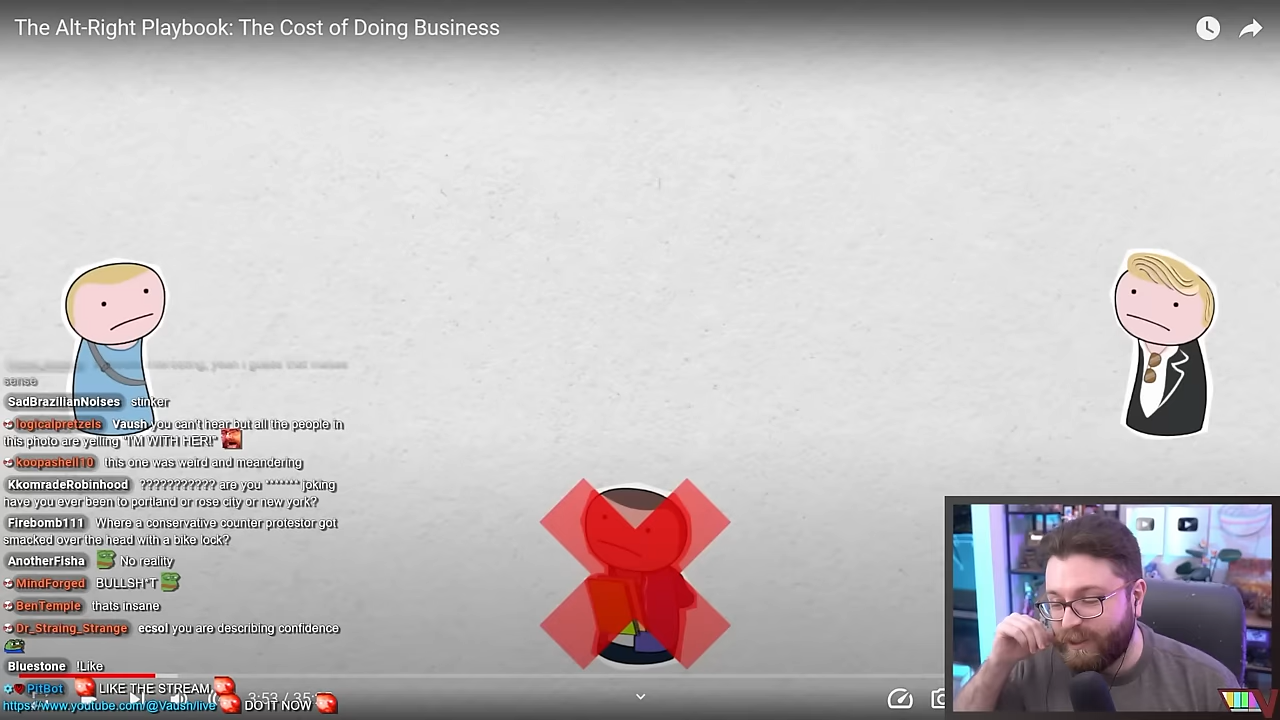 The Alt-Right Playbook: The Cost of Doing Business
sense
SadBrazilianNoises stinker
logicalpretzels Vaush you can't hear but all the people in
this photo are yelling "I'M WITH HER!"
koopashell10 this one was weird and meandering
KkomradeRobinhood ??????????? are you ******* joking
have you ever been to portland or rose city or new york?
Firebomb111 Where a conservative counter protestor got
smacked over the head with a bike lock?
AnotherFisha No reality
MindForged BULLSH*T
BenTemple thats insane
Dr_Straing_Strange ecsol you are describing confidence
Bluestone !Like
PitBot LIKE THE STREAM
3:53 / 35:
https://www.youtube.com/@Vaush/live DO IT NOW